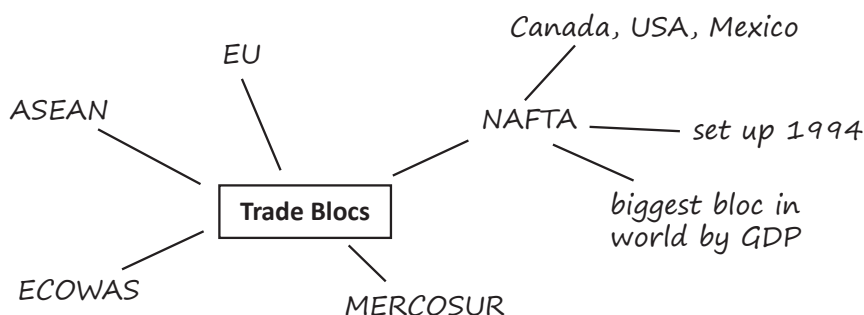 Canada, USA, Mexico
EU
ASEAN
NAFTA
set up 1994
Trade Blocs
biggest bloc in
world by GDP
ECOWAS
MERCOSUR